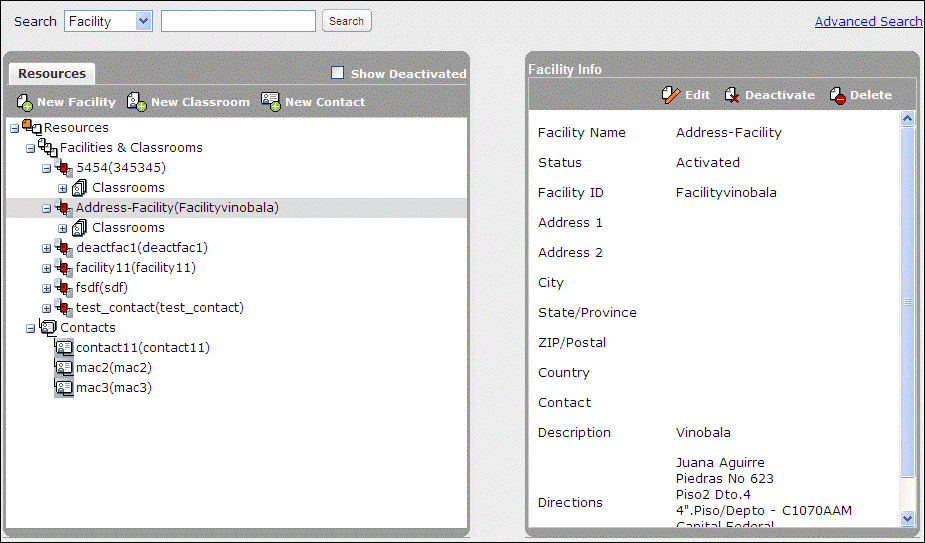 Search Facility Search Advanced Search
Resources Show Deactivated
New Facility New Classroom New Contact
Resources
Facilities & Classrooms
5454(345345)
Classrooms
Address-Facility(Facilityvinobala)
Classrooms
deactfac1(deactfac1)
facility11(facility11)
fsdf(sdf)
test_contact(test_contact)
Contacts
contact11(contact11)
mac2(mac2)
mac3(mac3)
Facility Info
Edit Deactivate Delete
Facility Name Address-Facility
Status Activated
Facility ID Facilityvinobala
Address 1
Address 2
City
State/Province
ZIP/Postal
Country
Contact
Description Vinobala
Directions
Juana Aguirre
Piedras No 623
Piso2 Dto.4
4".Piso/Depto - C1070AAM
Capital Federal